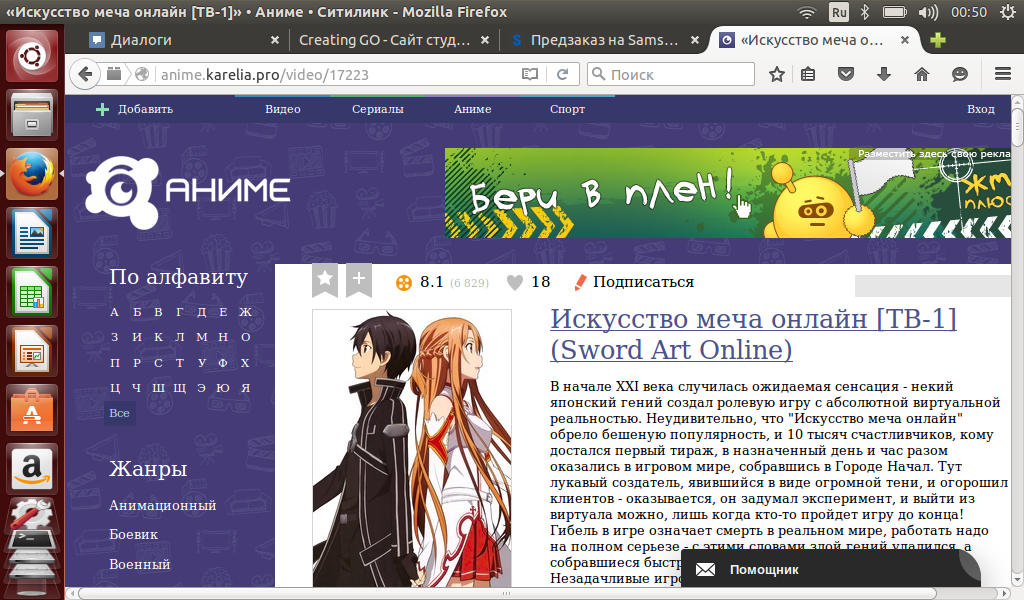 «Искусство меча онлайн [ТВ-1]» • Аниме • Ситилинк - Mozilla Firefox
Ru
00:50
Диалоги
Creating GO - Сайт студ...
Предзаказ на Sams...
«Искусство меча о...
anime.karelia.pro/video/17223
Поиск
Добавить
Видео
Сериалы
Аниме
Спорт
Вход
АНИМЕ
Разместить здесь свою рекла
Бери в плен!
ЖТ
ПЛЮС
По алфавиту
А Б В Г Д Е Ж
З И К Л М Н О
П Р С Т У Ф Х
Ц Ч Ш Щ Э Ю Я
Все
Жанры
Анимационный
Боевик
Военный
8.1 (6 829)
18
Подписаться
Искусство меча онлайн [ТВ-1]
(Sword Art Online)
В начале XXI века случилась ожидаемая сенсация - некий
японский гений создал ролевую игру с абсолютной виртуальной
реальностью. Неудивительно, что "Искусство меча онлайн"
обрело бешеную популярность, и 10 тысяч счастливчиков, кому
достался первый тираж, в назначенный день и час разом
оказались в игровом мире, собравшись в Городе Начал. Тут
лукавый создатель, явившийся в виде огромной тени, и огорошил
клиентов - оказывается, он задумал эксперимент, и выйти из
виртуала можно, лишь когда кто-то пройдет игру до конца!
Гибель в игре означает смерть в реальном мире, работать надо
на полном серьезе - с этими словами злой гений удалился, а
собравшиеся быстр
Незадачливые игро
Помощник